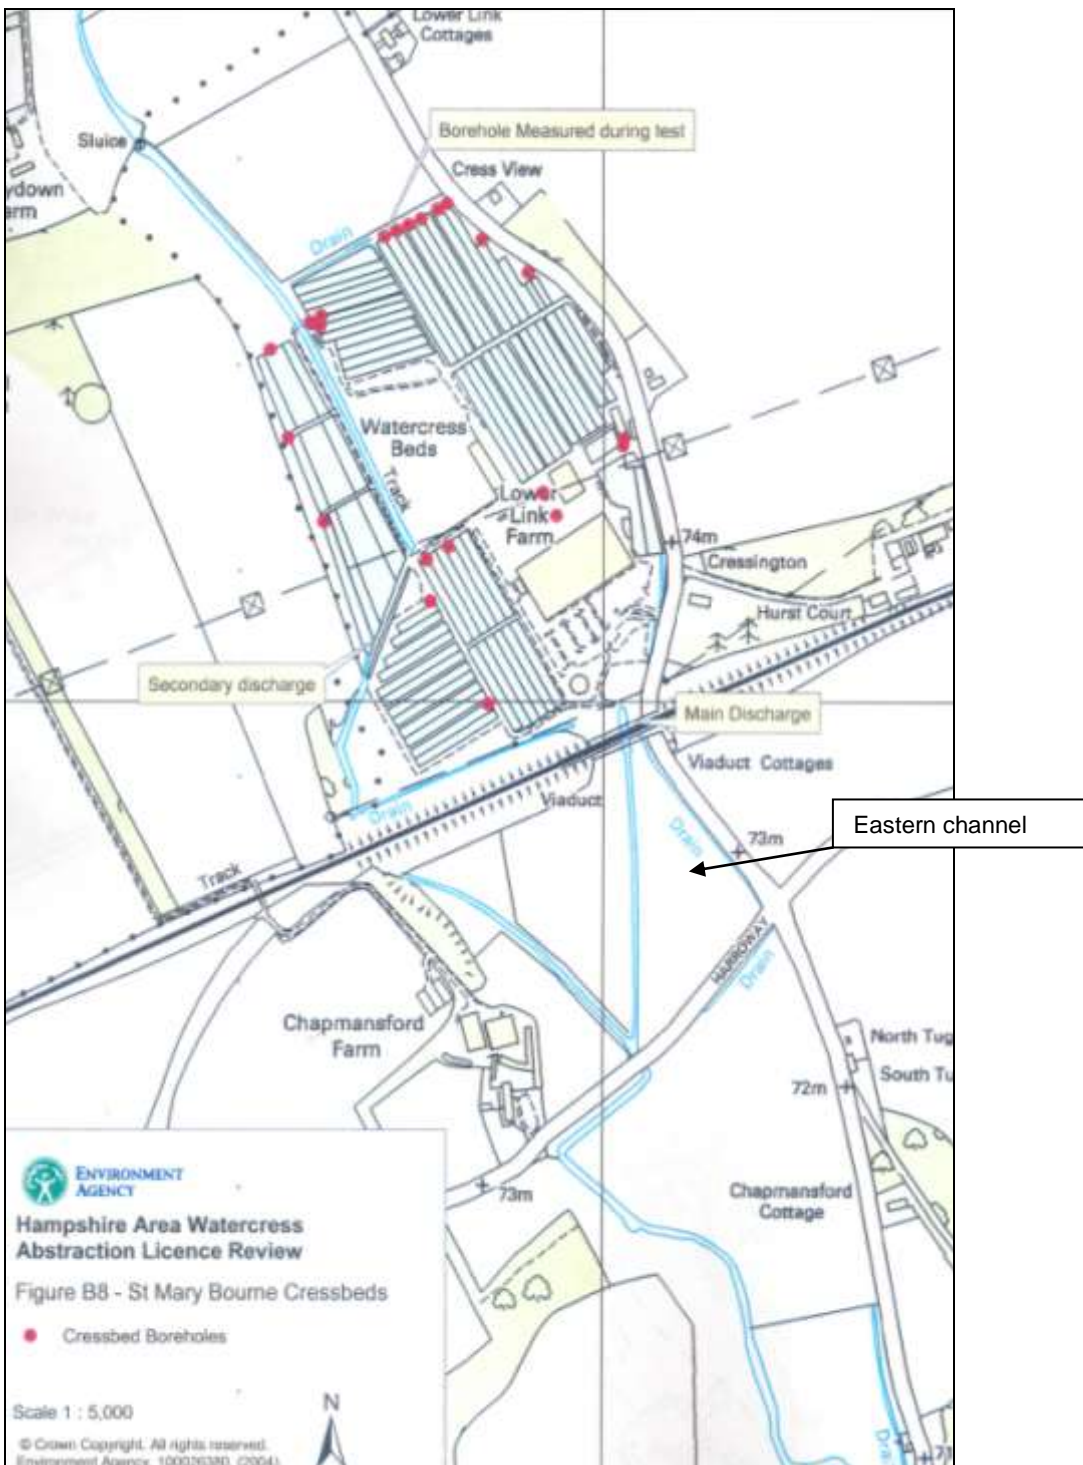 Lower Link
Cottages
Borehole Measured during test
Sluice
Cress View
ydown
arm
Drain
Watercress
Beds
Track
Lower
Link
Farm
74m
Cressington
Hurst Court
Secondary discharge
Main Discharge
Viaduct Cottages
Viaduct
Drain
Eastern channel
Drain
73m
Track
HARROWAY
Drain
Chapmansford
Farm
North Tug
South Tu
72m
73m
Chapmansford
Cottage
ENVIRONMENT
AGENCY
Hampshire Area Watercress
Abstraction Licence Review
Figure B8 - St Mary Bourne Cressbeds
Cressbed Boreholes
Scale 1 : 5,000
N
© Crown Copyright. All rights reserved.
Environment Agency, 100026380, (2004).
Drai
71